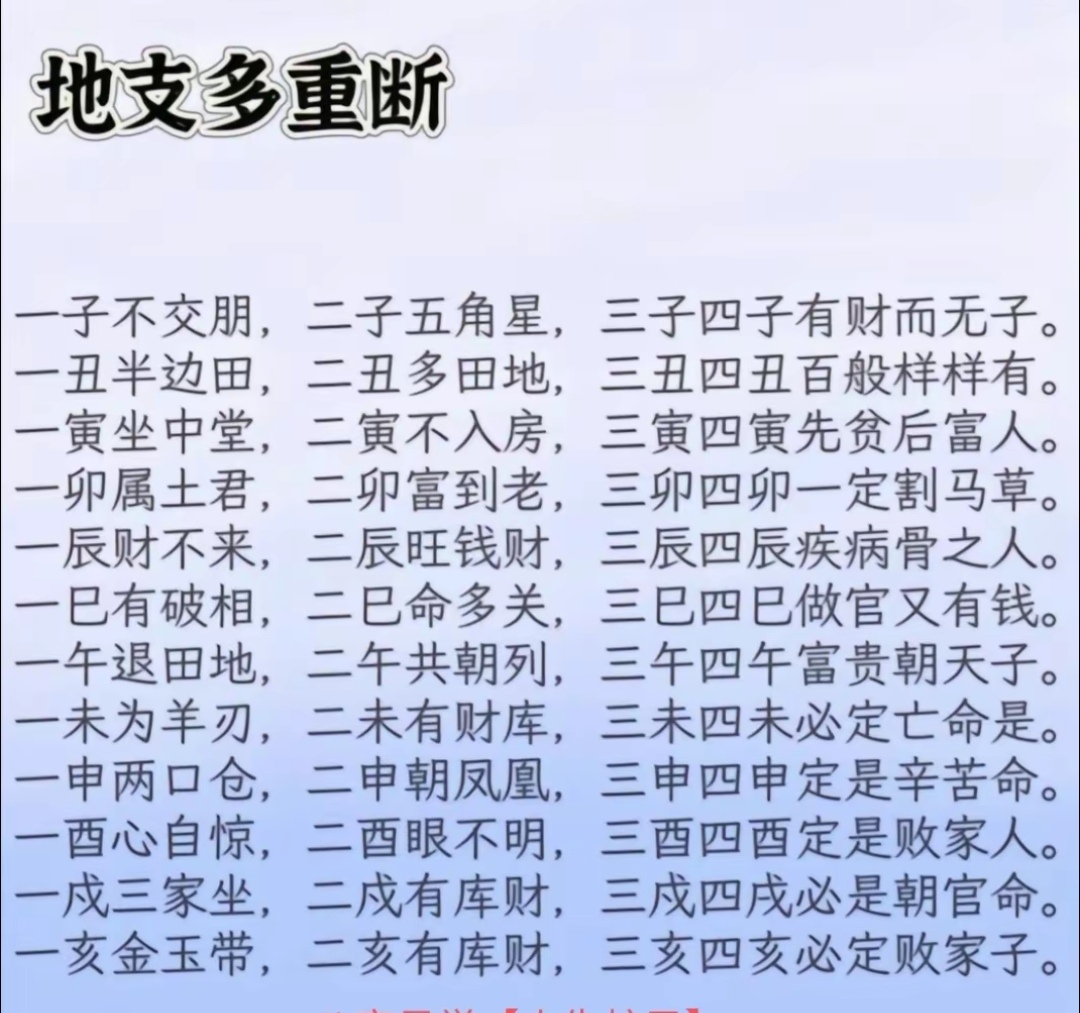 地支多重断
一子不交朋，二子五角星，三子四子有财而无子。
一丑半边田，二丑多田地，三丑四丑百般样样有。
一寅坐中堂，二寅不入房，三寅四寅先贫后富人。
一卯属土君，二卯富到老，三卯四卯一定割马草。
一辰财不来，二辰旺钱财，三辰四辰疾病骨之人。
一巳有破相，二巳命多关，三巳四巳做官又有钱。
一午退田地，二午共朝列，三午四午富贵朝天子。
一未为羊刃，二未有财库，三未四未必定亡命是。
一申两口仓，二申朝凤凰，三申四申定是辛苦命。
一酉心自惊，二酉眼不明，三酉四酉定是败家人。
一戍三家坐，二戍有库财，三戍四戌必是朝官命。
一亥金玉带，二亥有库财，三亥四亥必定败家子。